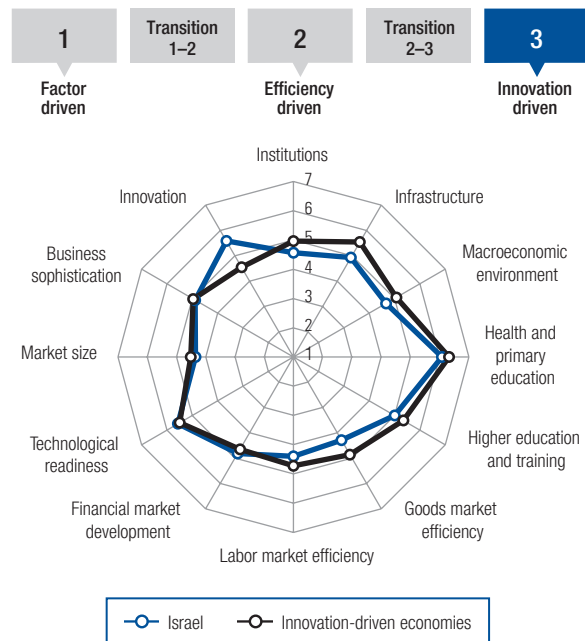 1
Transition
1–2
2
Transition
2–3
3
Factor
driven
Efficiency
driven
Innovation
driven
Institutions
Infrastructure
Macroeconomic
environment
Health and
primary
education
Higher education
and training
Goods market
efficiency
Labor market efficiency
Financial market
development
Technological
readiness
Market size
Business
sophistication
Innovation
7
6
5
4
3
2
1
Israel
Innovation-driven economies